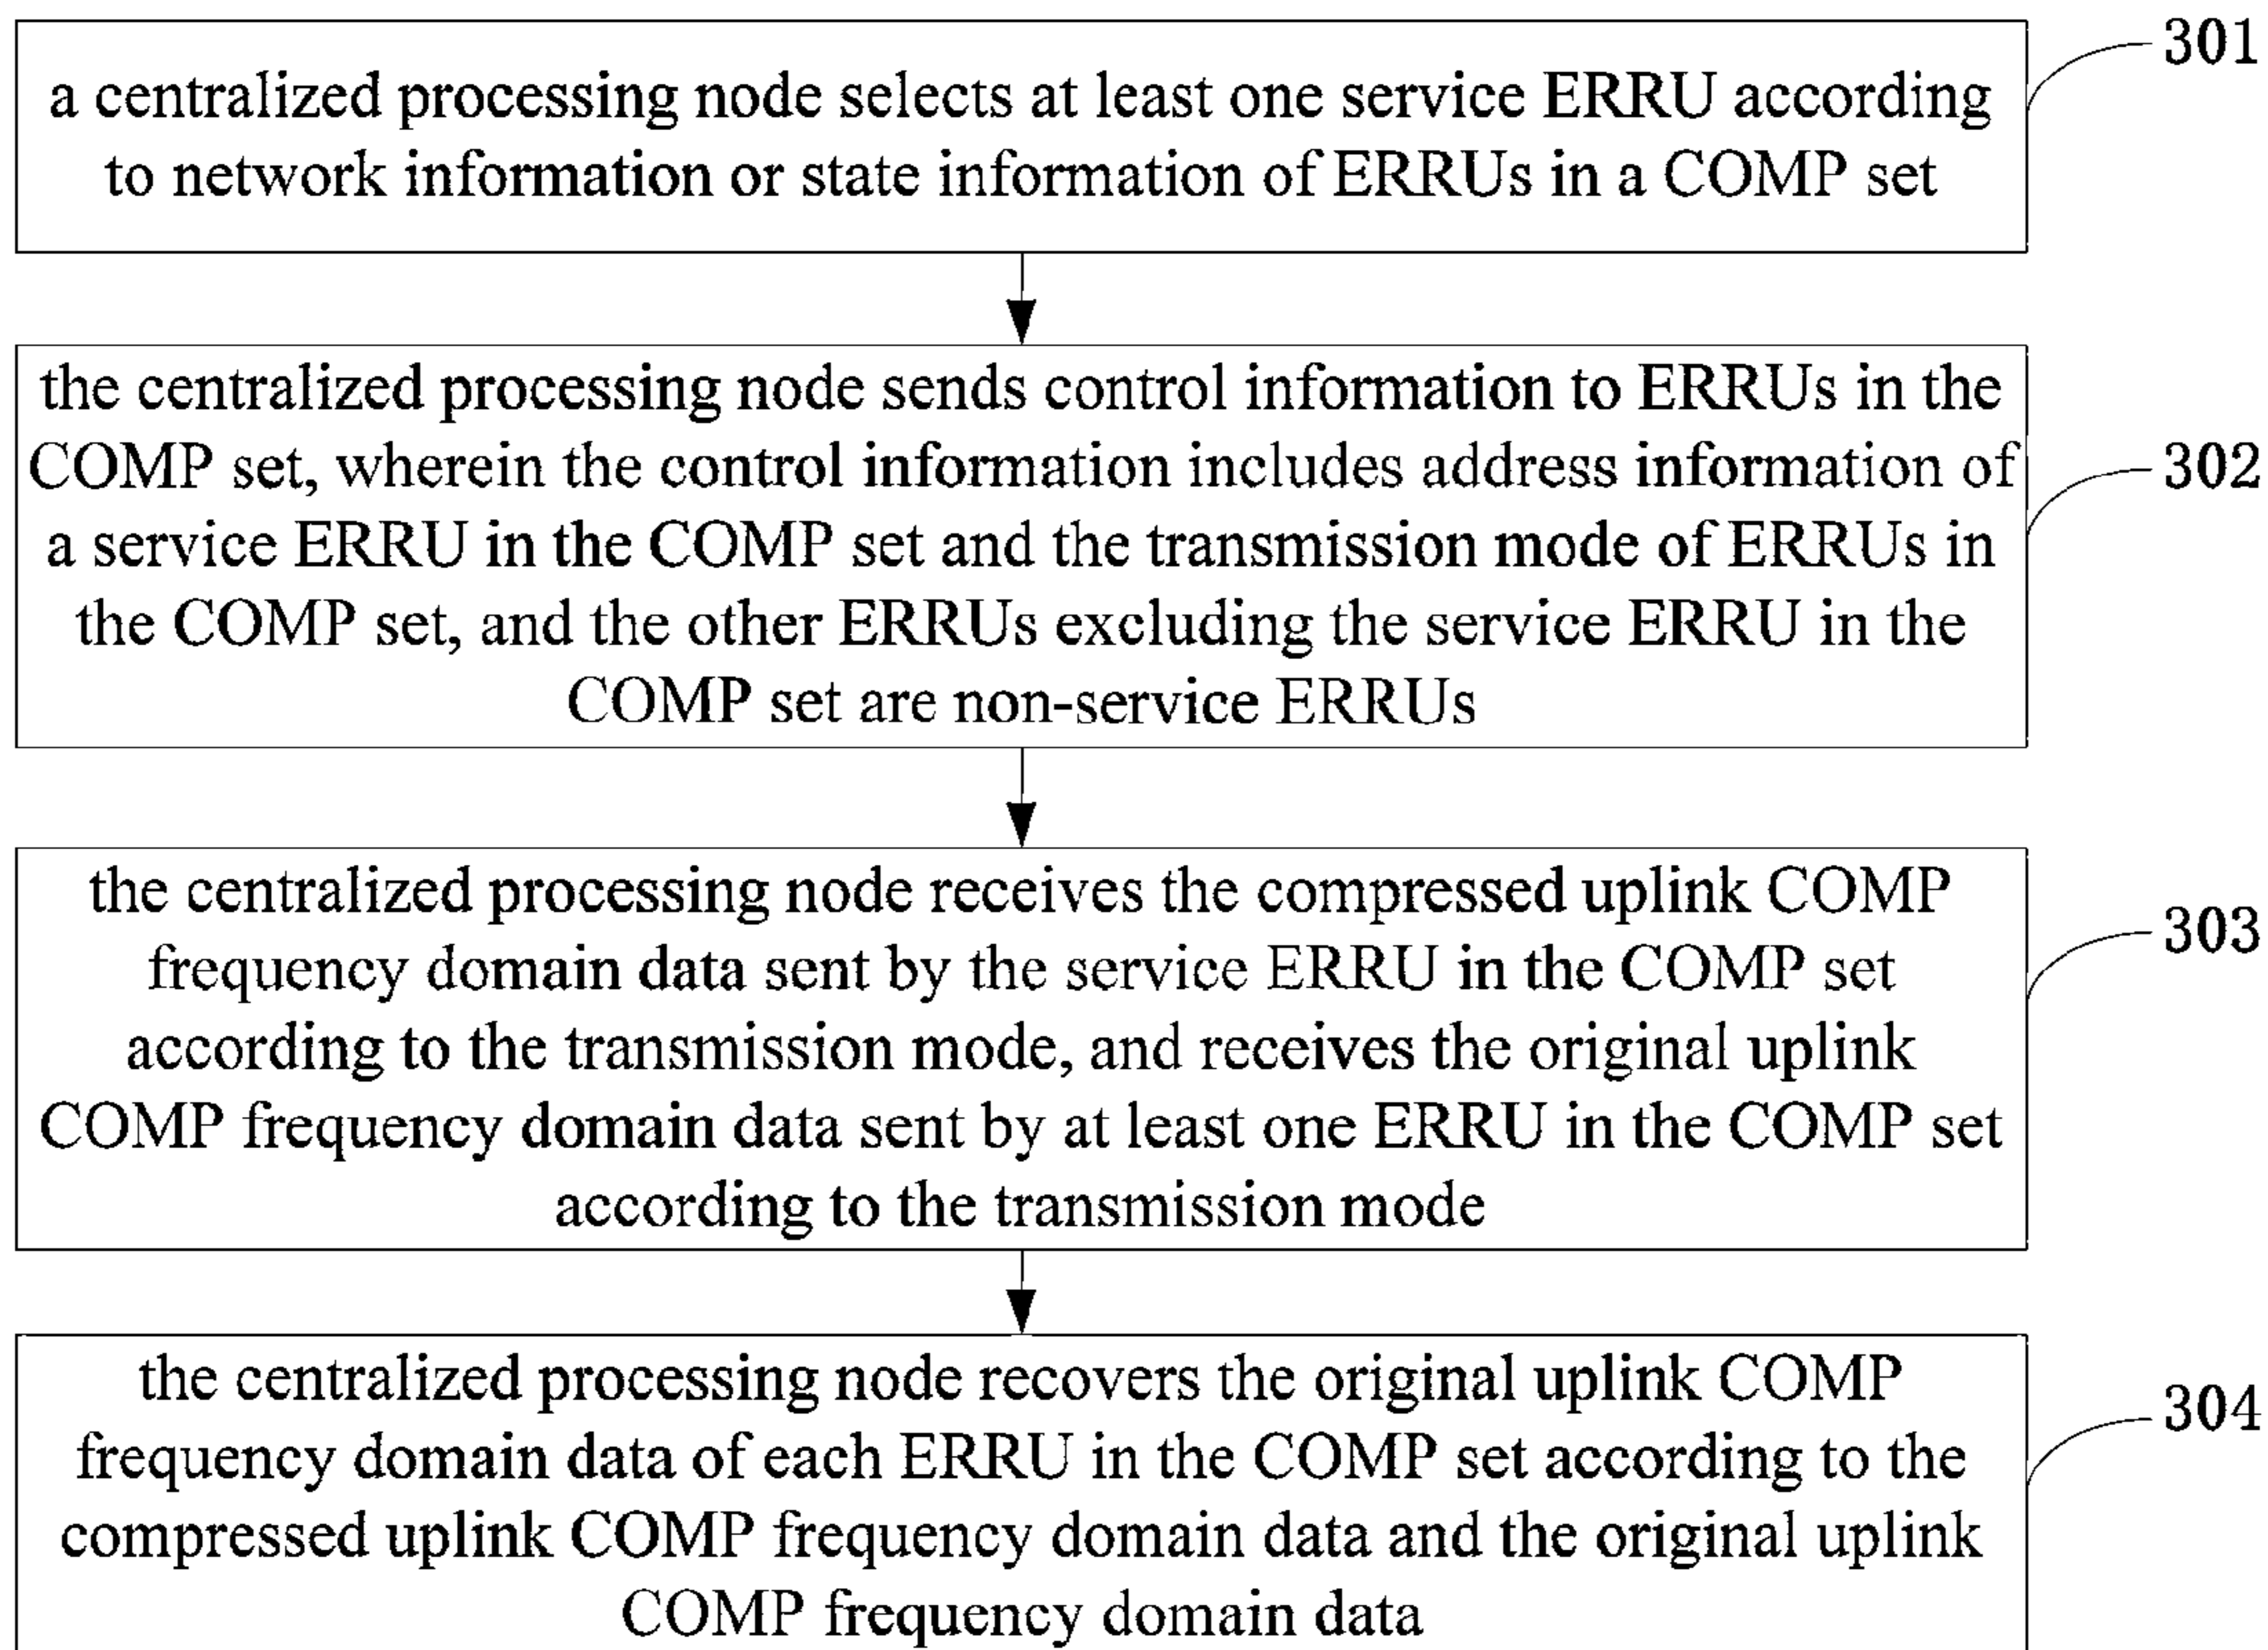 a centralized processing node selects at least one service ERRU according
to network information or state information of ERRUs in a COMP set
301
the centralized processing node sends control information to ERRUs in the
COMP set, wherein the control information includes address information of
a service ERRU in the COMP set and the transmission mode of ERRUs in
the COMP set, and the other ERRUs excluding the service ERRU in the
COMP set are non-service ERRUs
302
the centralized processing node receives the compressed uplink COMP
frequency domain data sent by the service ERRU in the COMP set
according to the transmission mode, and receives the original uplink
COMP frequency domain data sent by at least one ERRU in the COMP set
according to the transmission mode
303
the centralized processing node recovers the original uplink COMP
frequency domain data of each ERRU in the COMP set according to the
compressed uplink COMP frequency domain data and the original uplink
COMP frequency domain data
304